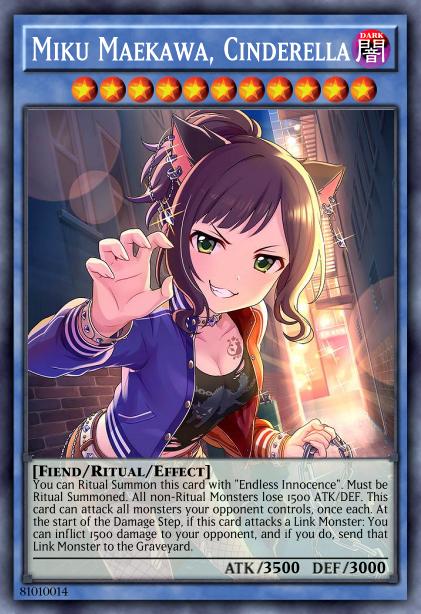 Miku Maekawa, Cinderella
DARK
闇
[Fiend/Ritual/Effect]
You can Ritual Summon this card with "Endless Innocence". Must be
Ritual Summoned. All non-Ritual Monsters lose 1500 ATK/DEF. This
card can attack all monsters your opponent controls, once each. At
the start of the Damage Step, if this card attacks a Link Monster: You
can inflict 1500 damage to your opponent, and if you do, send that
Link Monster to the Graveyard.
ATK/3500 DEF/3000
81010014